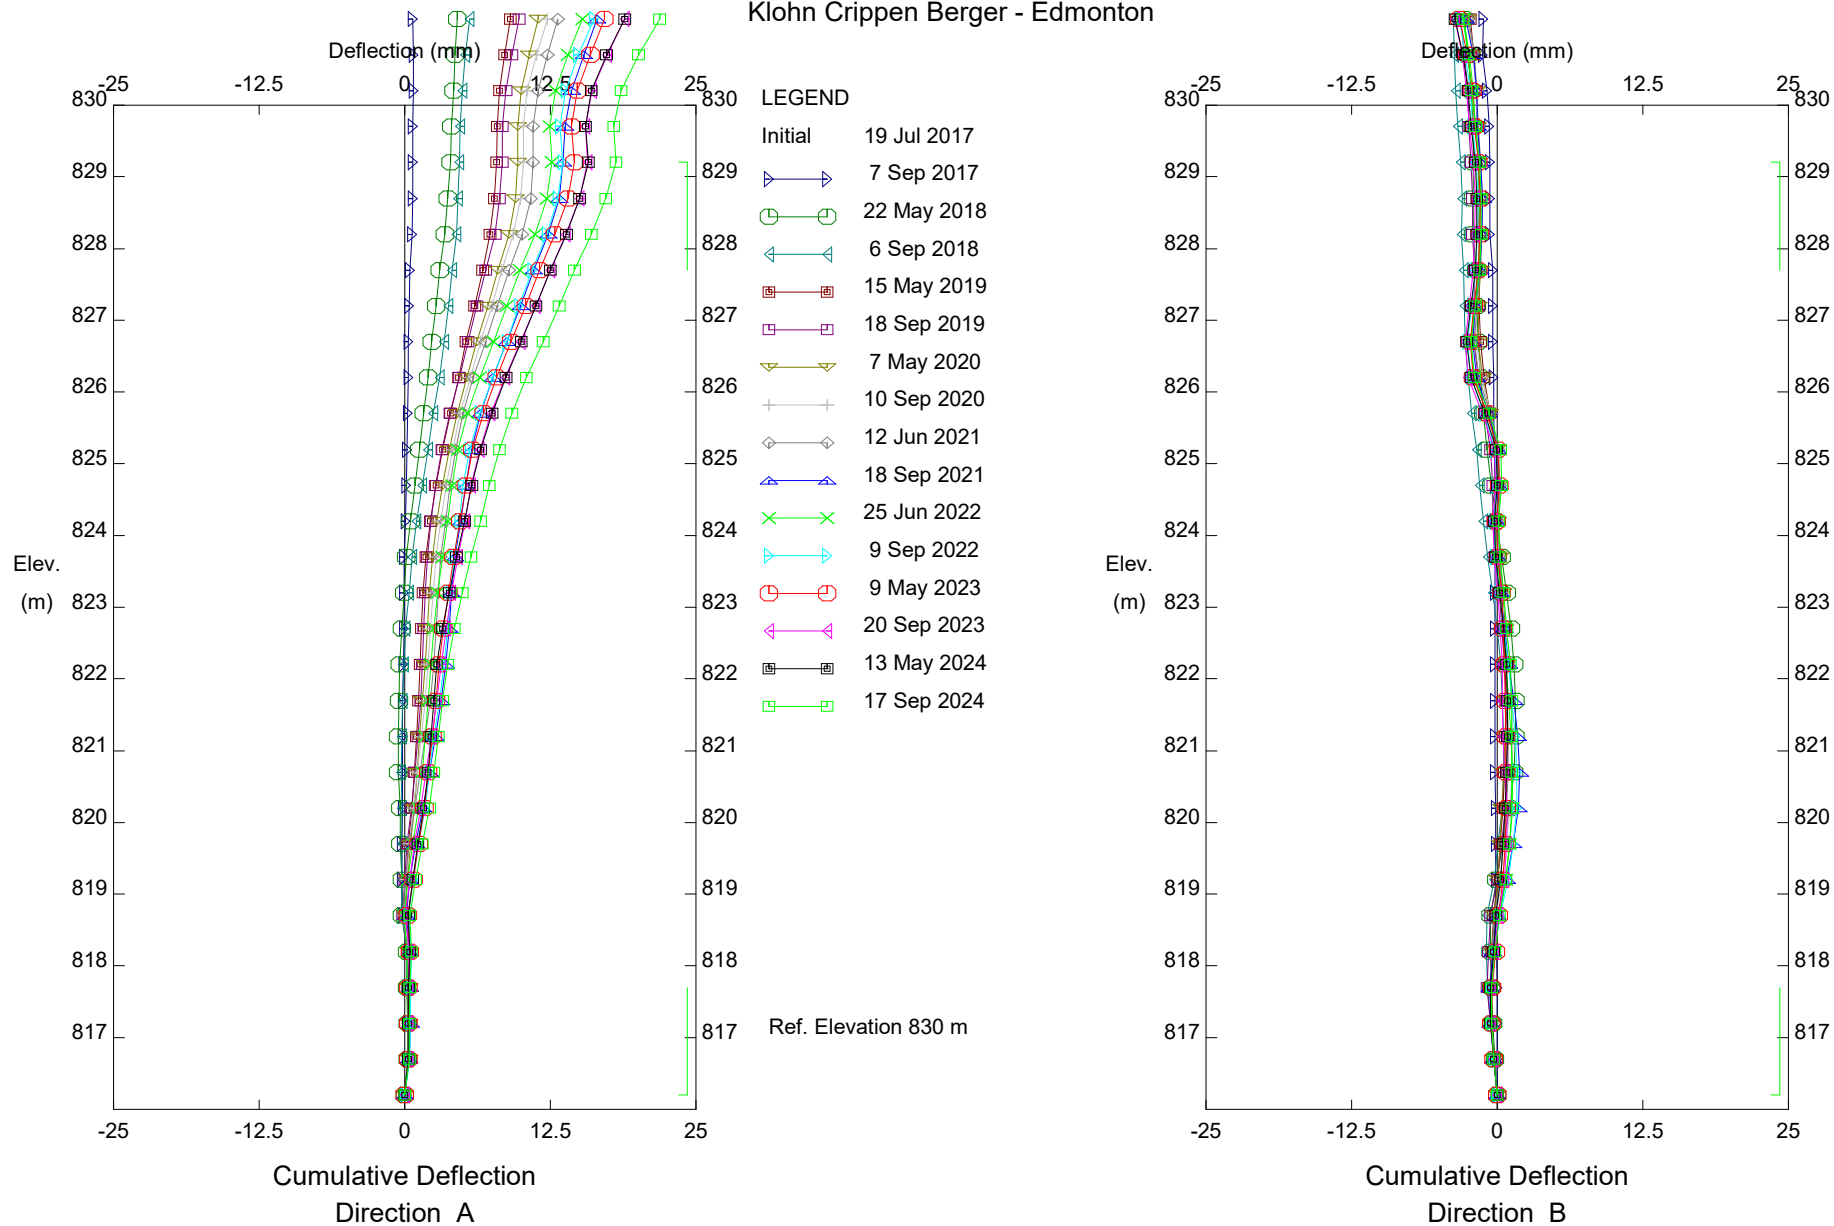 Klohn Crippen Berger - Edmonton
Deflection (mm)
-25 -12.5 0 12.5 25
830 830
829 829
828 828
827 827
826 826
825 825
824 824
823 823
822 822
821 821
820 820
819 819
818 818
817 817
Elev.
(m)
-25 -12.5 0 12.5 25
Cumulative Deflection
Direction A
LEGEND
Initial 19 Jul 2017
7 Sep 2017
22 May 2018
6 Sep 2018
15 May 2019
18 Sep 2019
7 May 2020
10 Sep 2020
12 Jun 2021
18 Sep 2021
25 Jun 2022
9 Sep 2022
9 May 2023
20 Sep 2023
13 May 2024
17 Sep 2024
Ref. Elevation 830 m
Deflection (mm)
-25 -12.5 0 12.5 25
830 830
829 829
828 828
827 827
826 826
825 825
824 824
823 823
822 822
821 821
820 820
819 819
818 818
817 817
Elev.
(m)
-25 -12.5 0 12.5 25
Cumulative Deflection
Direction B